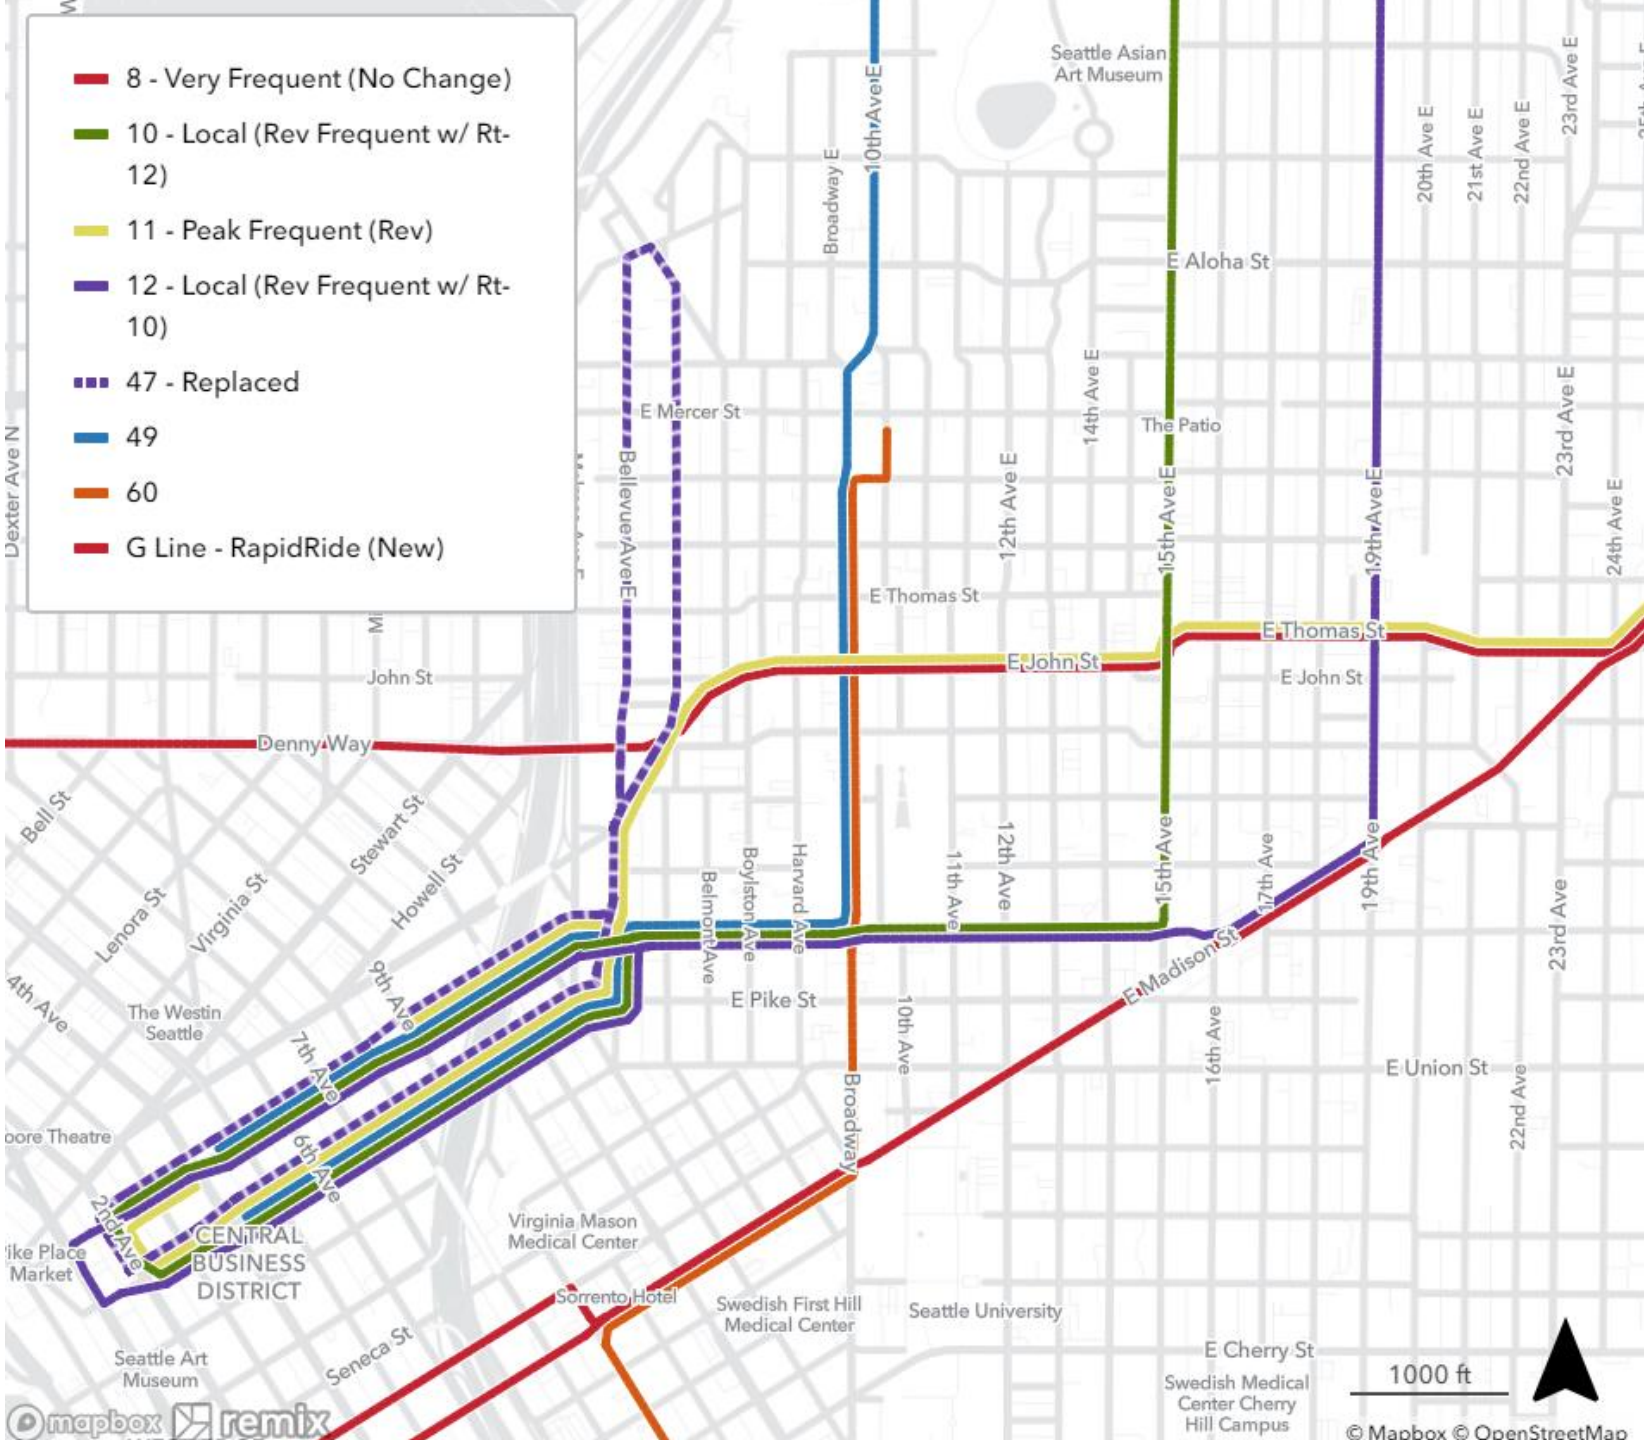 8 - Very Frequent (No Change)
10 - Local (Rev Frequent w/ Rt-
12)
11 - Peak Frequent (Rev)
12 - Local (Rev Frequent w/ Rt-
10)
47 - Replaced
49
60
G Line - RapidRide (New)
Seattle Asian
Art Museum
10th Ave E
Broadway E
20th Ave E
21st Ave E
22nd Ave E
23rd Ave E
E Aloha St
E Mercer St
14th Ave E
The Patio
23rd Ave E
Dexter Ave N
Bellevue Ave E
12th Ave E
15th Ave E
19th Ave E
24th Ave E
E Thomas St
E Thomas St
E John St
E John St
John St
Denny Way
Bell St
Stewart St
Howell St
Lenora St
Virginia St
4th Ave
The Westin
Seattle
9th Ave
7th Ave
6th Ave
2nd Ave
Belmont Ave
Boylston Ave
Harvard Ave
11th Ave
12th Ave
15th Ave
17th Ave
19th Ave
23rd Ave
E Madison St
E Pike St
10th Ave
16th Ave
E Union St
22nd Ave
Broadway
oore Theatre
ike Place
Market
CENTRAL
BUSINESS
DISTRICT
Virginia Mason
Medical Center
Sorrento Hotel
Swedish First Hill
Medical Center
Seattle University
Seneca St
Seattle Art
Museum
E Cherry St
Swedish Medical
Center Cherry
Hill Campus
1000 ft
mapbox remix
© Mapbox © OpenStreetMap